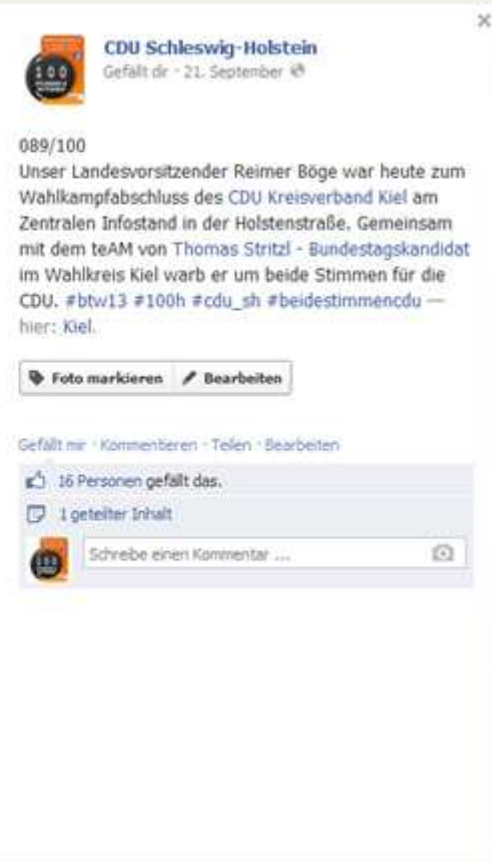 CDU Schleswig-Holstein
Gefällt dir · 21. September
089/100
Unser Landesvorsitzender Reimer Böge war heute zum
Wahlkampfabschluss des CDU Kreisverband Kiel am
Zentralen Infostand in der Holstenstraße. Gemeinsam
mit dem teAM von Thomas Stritzl - Bundestagskandidat
im Wahlkreis Kiel warb er um beide Stimmen für die
CDU. #btw13 #100h #cdu_sh #beidestimmencdu —
hier: Kiel.
Foto markieren Bearbeiten
Gefällt mir · Kommentieren · Teilen · Bearbeiten
16 Personen gefällt das.
1 geteilter Inhalt
Schreibe einen Kommentar ...